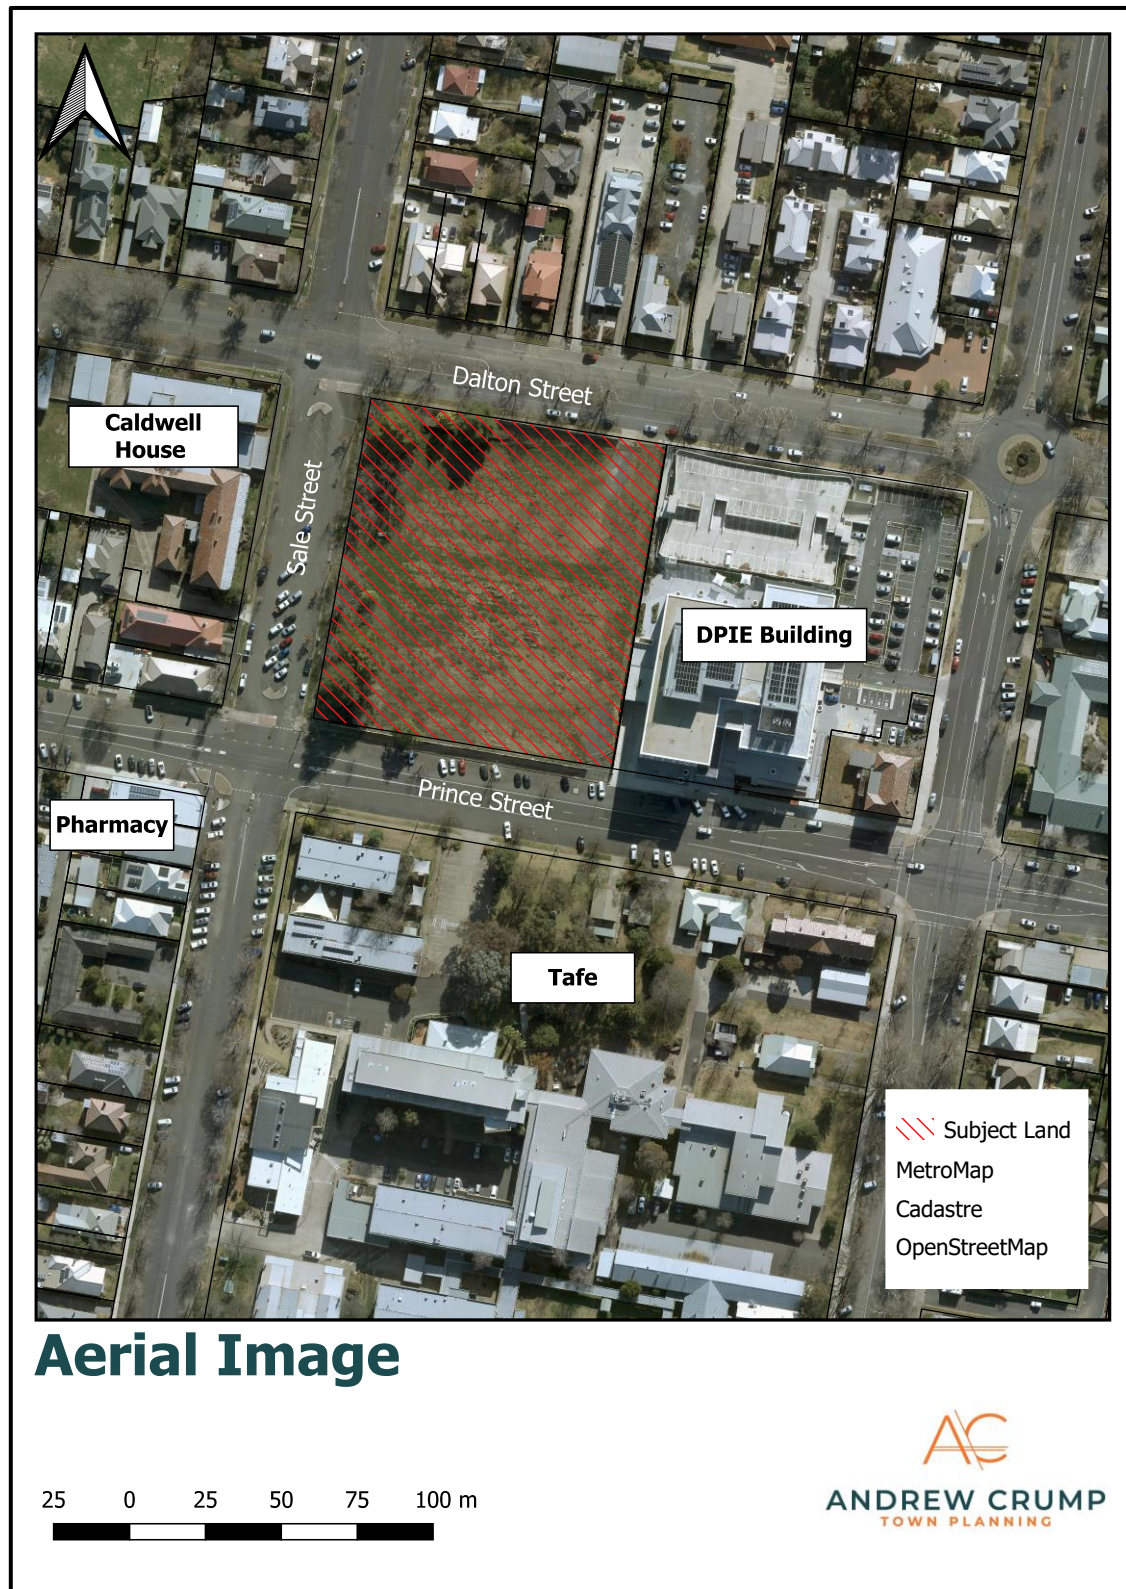 Dalton Street
Caldwell
House
Sale Street
DPIE Building
Prince Street
Pharmacy
Tafe
Subject Land
MetroMap
Cadastre
OpenStreetMap
Aerial Image
25 0 25 50 75 100 m
AC
ANDREW CRUMP
TOWN PLANNING